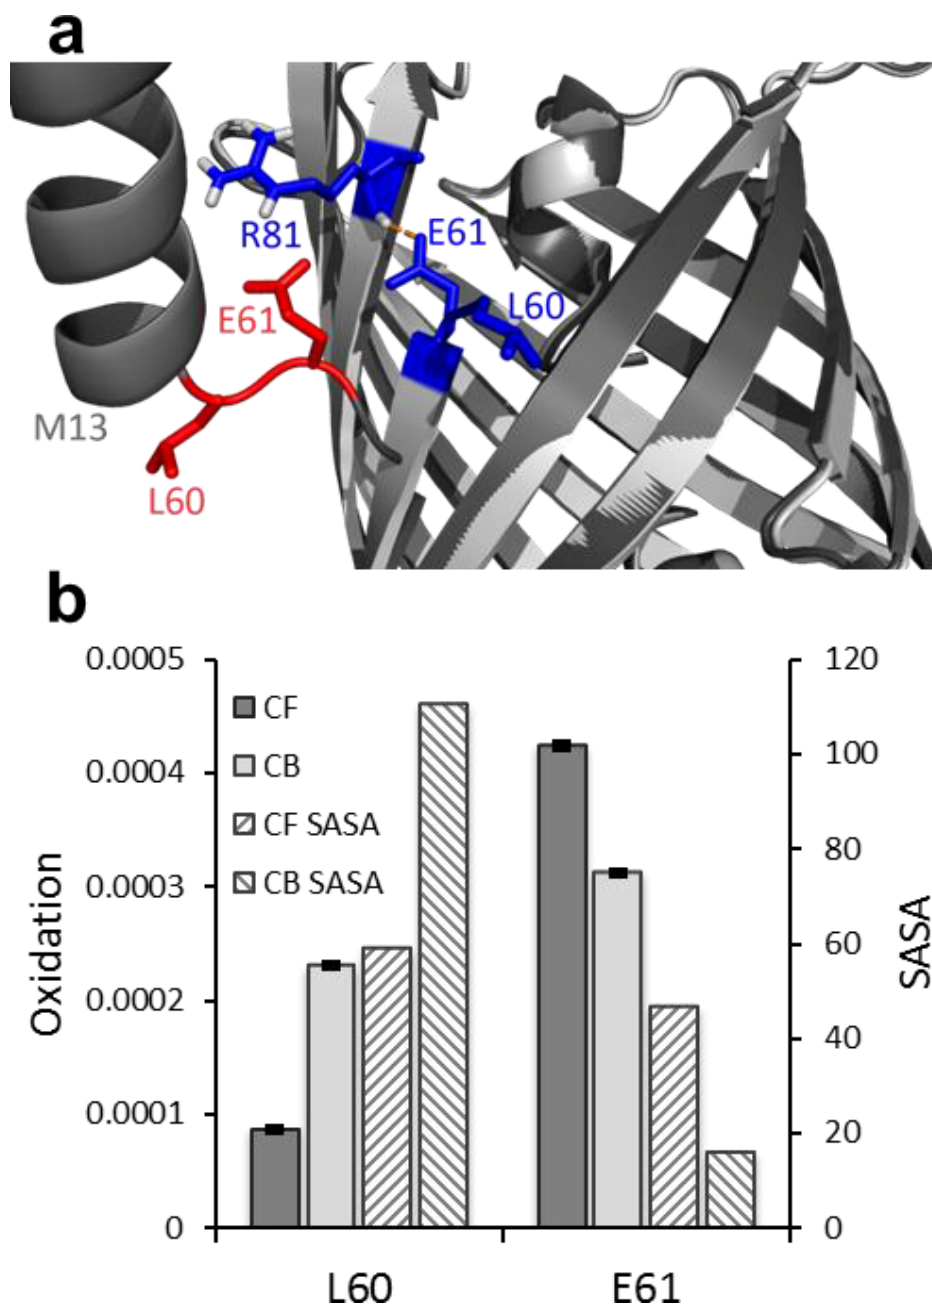 a
R81
E61
E61
L60
M13
L60
b
0.0005
0.0004
0.0003
0.0002
0.0001
0
Oxidation
CF
CB
CF SASA
CB SASA
120
100
80
60
40
20
0
SASA
L60
E61